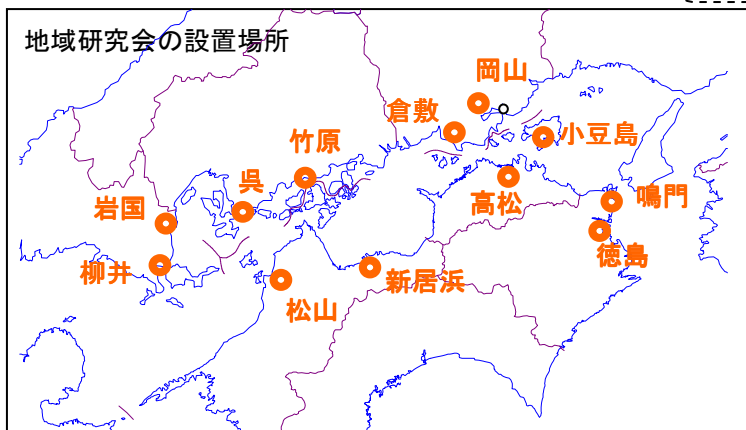 地域研究会の設置場所
岡山
倉敷
小豆島
竹原
呉
高松
鳴門
岩国
徳島
柳井
新居浜
松山